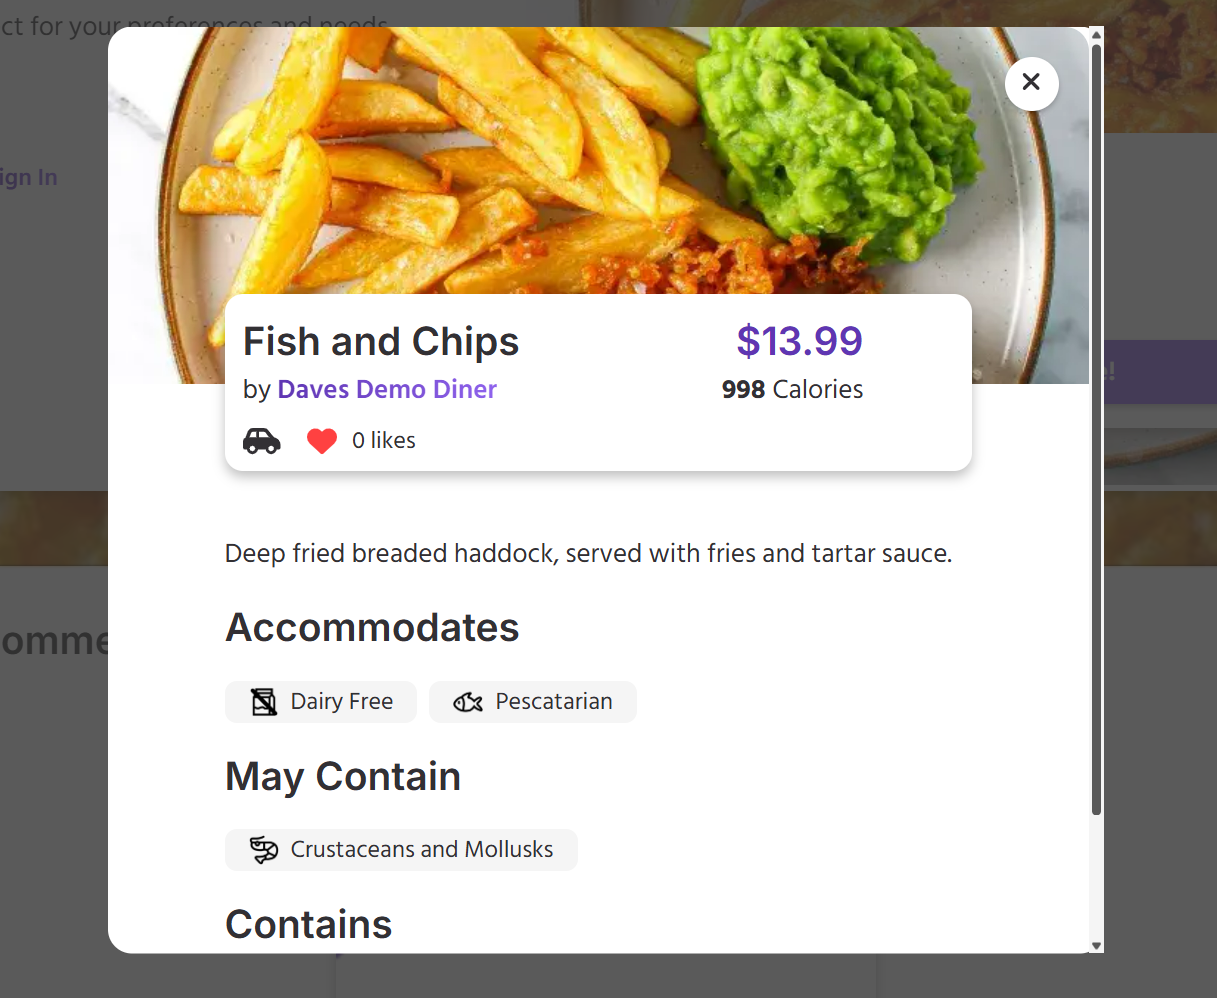 ct for your preferences and needs
ign In
Fish and Chips
$13.99
by Daves Demo Diner
998 Calories
0 likes
!
Deep fried breaded haddock, served with fries and tartar sauce.
omme
Accommodates
Dairy Free
Pescatarian
May Contain
Crustaceans and Mollusks
Contains